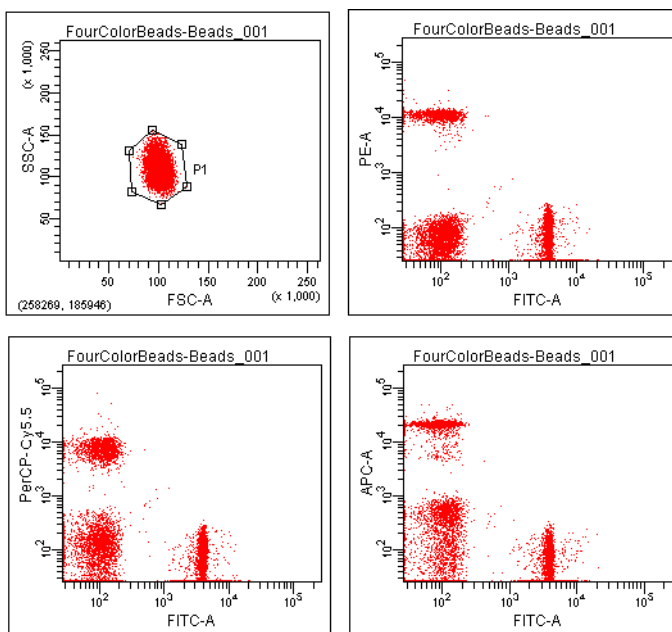 FourColorBeads-Beads_001
SSC-A
(x 1,000)
250
200
150
100
50
P1
50 100 150 200 250
(258269, 185946)
FSC-A
(x 1,000)
FourColorBeads-Beads_001
PE-A
10^5
10^4
10^3
10^2
10^2 10^3 10^4 10^5
FITC-A
FourColorBeads-Beads_001
PerCP-Cy5.5
10^5
10^4
10^3
10^2
10^2 10^3 10^4 10^5
FITC-A
FourColorBeads-Beads_001
APC-A
10^5
10^4
10^3
10^2
10^2 10^3 10^4 10^5
FITC-A